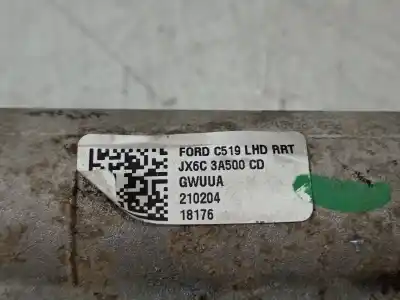 FORD C519 LHD RRT
JX6C 3A500 CD
GWUUA
210204
18176